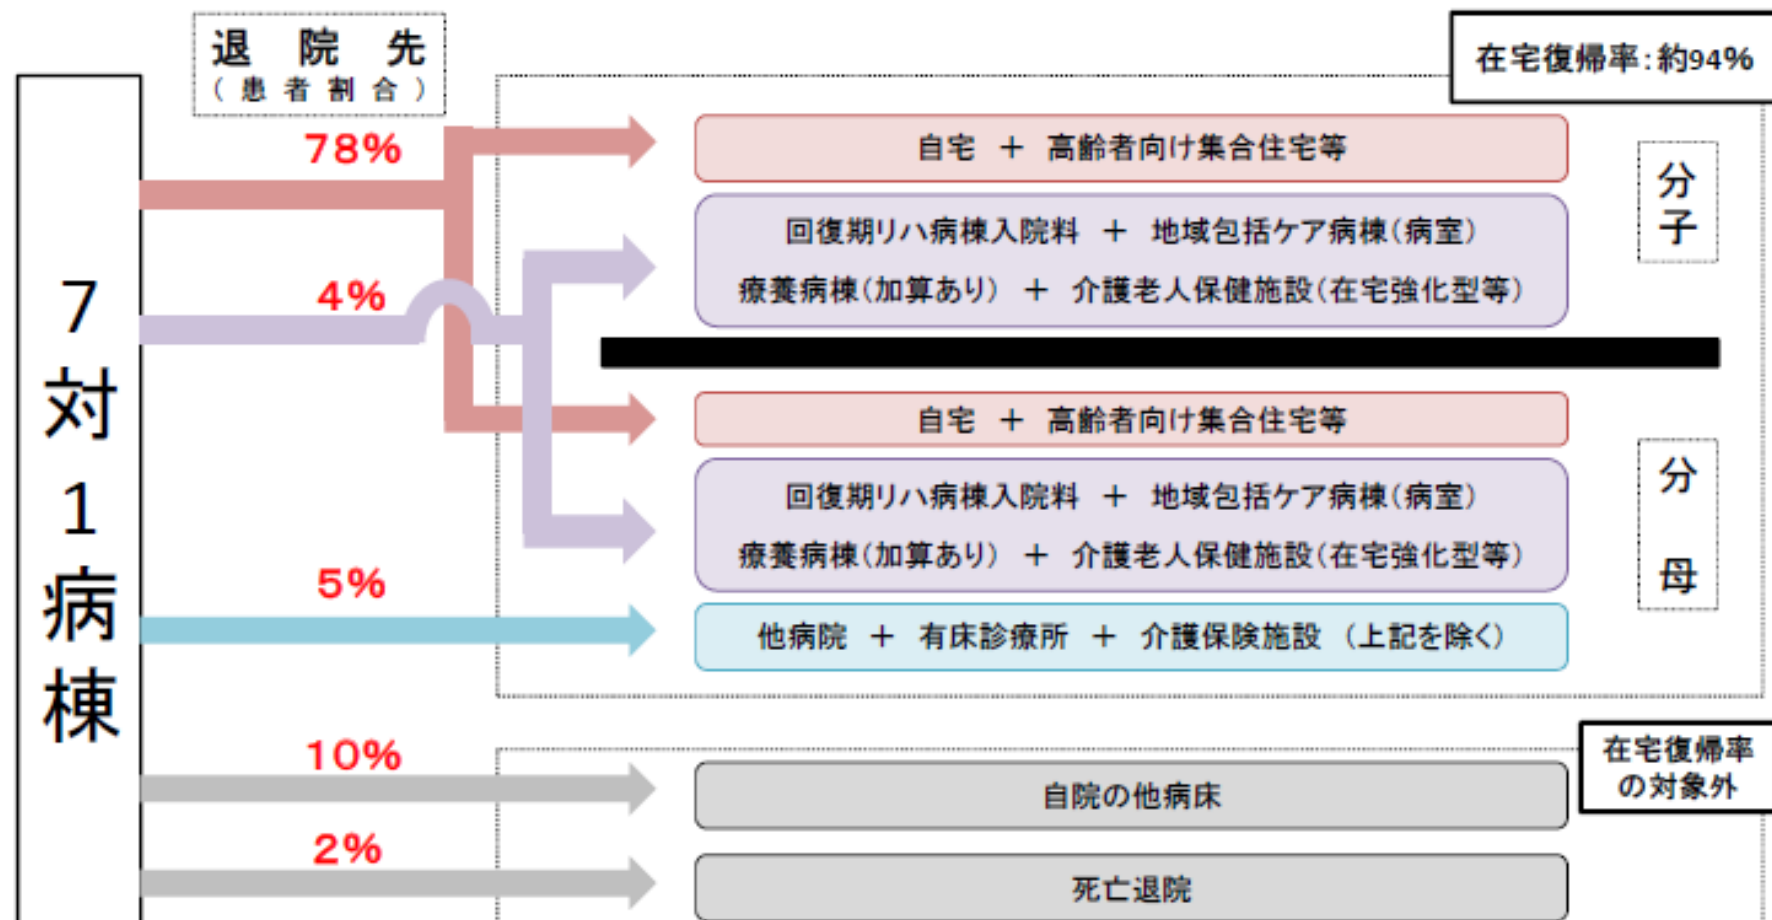 退院先
(患者割合)
在宅復帰率:約94%
7対1病棟
78%
自宅 + 高齢者向け集合住宅等
分子
4%
回復期リハ病棟入院料 + 地域包括ケア病棟(病室)
療養病棟(加算あり) + 介護老人保健施設(在宅強化型等)
自宅 + 高齢者向け集合住宅等
分母
回復期リハ病棟入院料 + 地域包括ケア病棟(病室)
療養病棟(加算あり) + 介護老人保健施設(在宅強化型等)
5%
他病院 + 有床診療所 + 介護保険施設 (上記を除く)
在宅復帰率
の対象外
10%
自院の他病床
2%
死亡退院